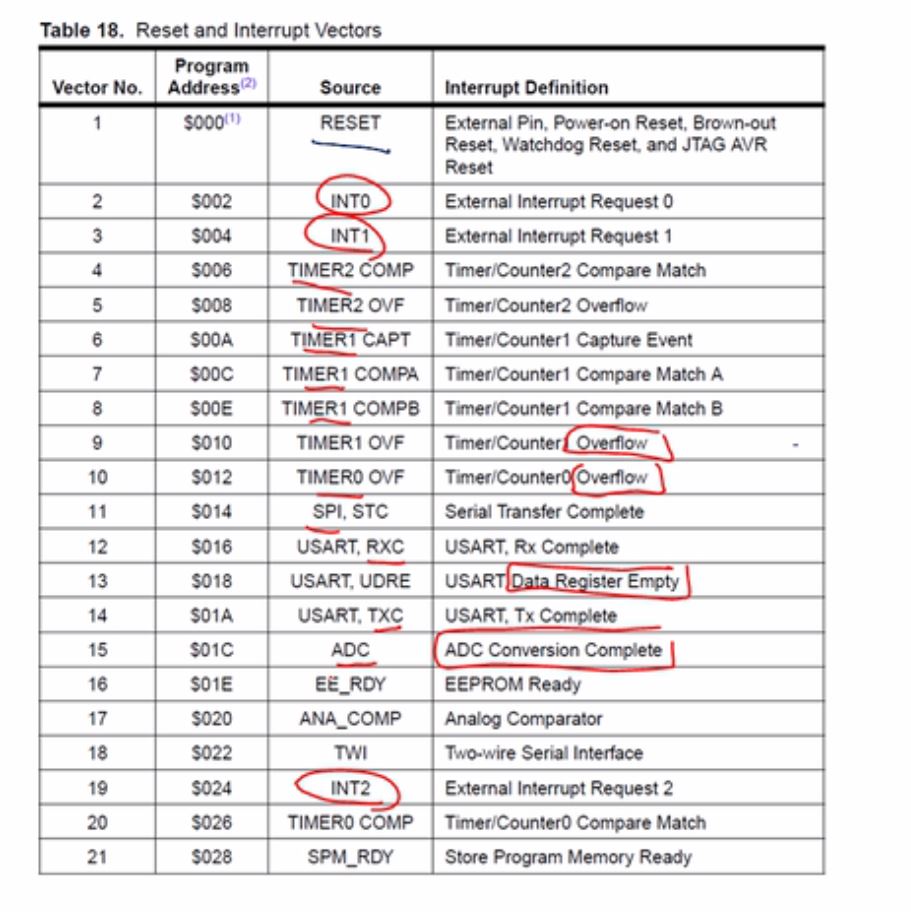 Table 18. Reset and Interrupt Vectors
Vector No. Program Address(2) Source Interrupt Definition
1 $000(1) RESET External Pin, Power-on Reset, Brown-out
Reset, Watchdog Reset, and JTAG AVR
Reset
2 $002 INT0 External Interrupt Request 0
3 $004 INT1 External Interrupt Request 1
4 $006 TIMER2 COMP Timer/Counter2 Compare Match
5 $008 TIMER2 OVF Timer/Counter2 Overflow
6 $00A TIMER1 CAPT Timer/Counter1 Capture Event
7 $00C TIMER1 COMPA Timer/Counter1 Compare Match A
8 $00E TIMER1 COMPB Timer/Counter1 Compare Match B
9 $010 TIMER1 OVF Timer/Counter1 Overflow
10 $012 TIMER0 OVF Timer/Counter0 Overflow
11 $014 SPI, STC Serial Transfer Complete
12 $016 USART, RXC USART, Rx Complete
13 $018 USART, UDRE USART Data Register Empty
14 $01A USART, TXC USART, Tx Complete
15 $01C ADC ADC Conversion Complete
16 $01E EE_RDY EEPROM Ready
17 $020 ANA_COMP Analog Comparator
18 $022 TWI Two-wire Serial Interface
19 $024 INT2 External Interrupt Request 2
20 $026 TIMER0 COMP Timer/Counter0 Compare Match
21 $028 SPM_RDY Store Program Memory Ready